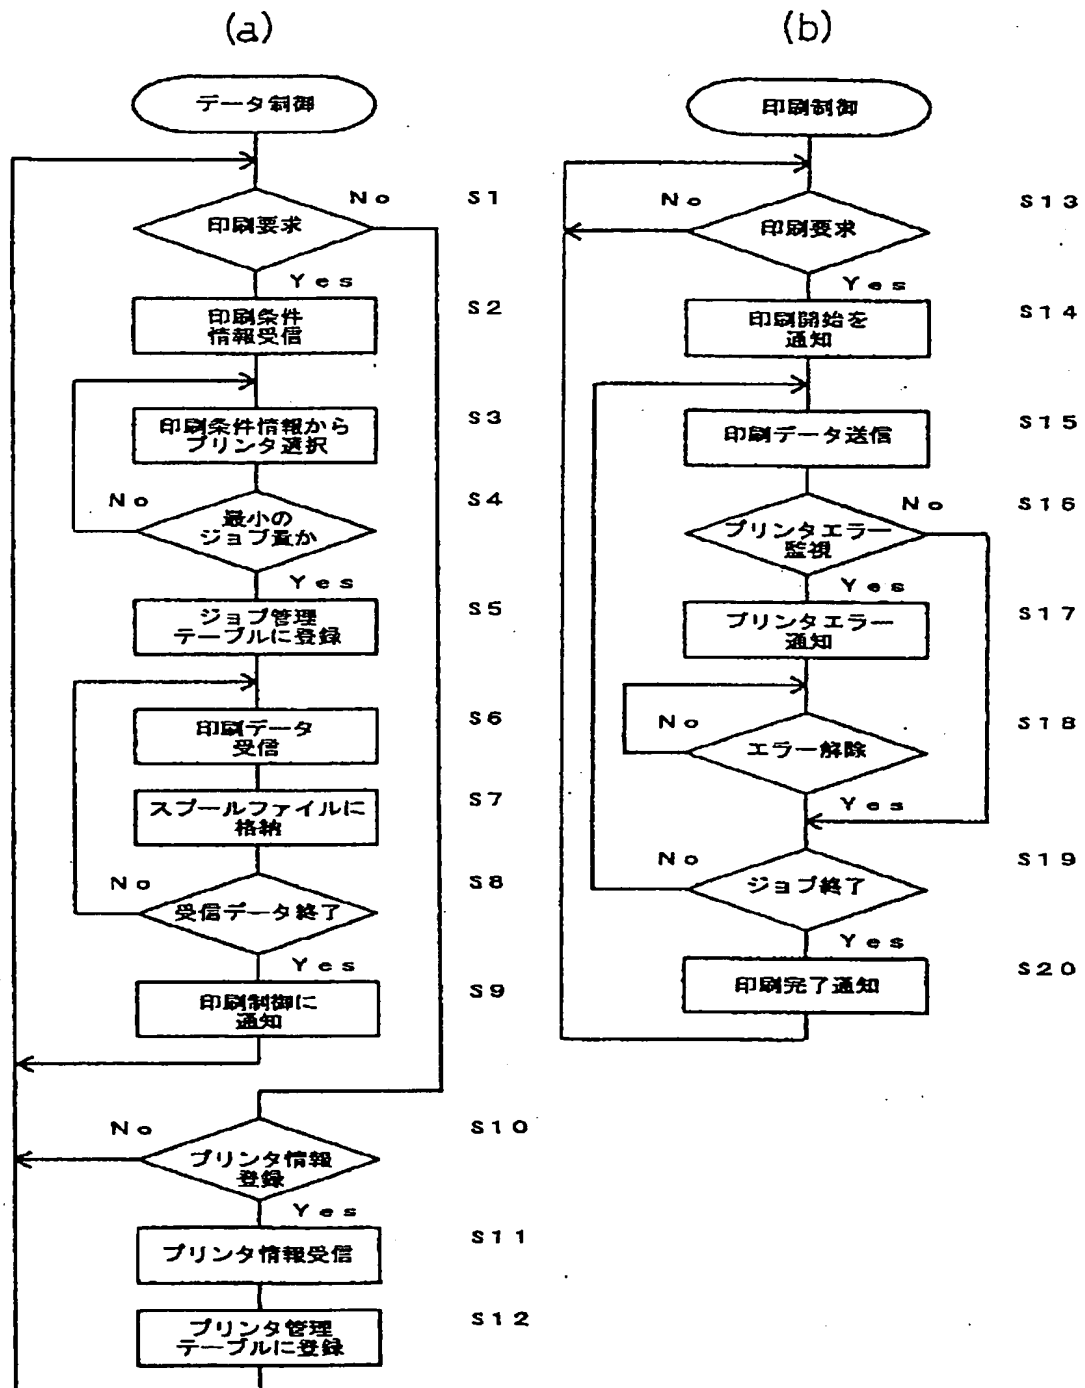 (a)
データ制御
No
S1
印刷要求
Yes
S2
印刷条件
情報受信
S3
印刷条件情報から
プリンタ選択
No
S4
最小の
ジョブ量か
Yes
S5
ジョブ管理
テーブルに登録
S6
印刷データ
受信
S7
スプールファイルに
格納
No
S8
受信データ終了
Yes
S9
印刷制御に
通知
No
S10
プリンタ情報
登録
Yes
S11
プリンタ情報受信
S12
プリンタ管理
テーブルに登録
(b)
印刷制御
No
S13
印刷要求
Yes
S14
印刷開始を
通知
S15
印刷データ送信
No
S16
プリンタエラー
監視
Yes
S17
プリンタエラー
通知
No
S18
エラー解除
Yes
No
S19
ジョブ終了
Yes
S20
印刷完了通知